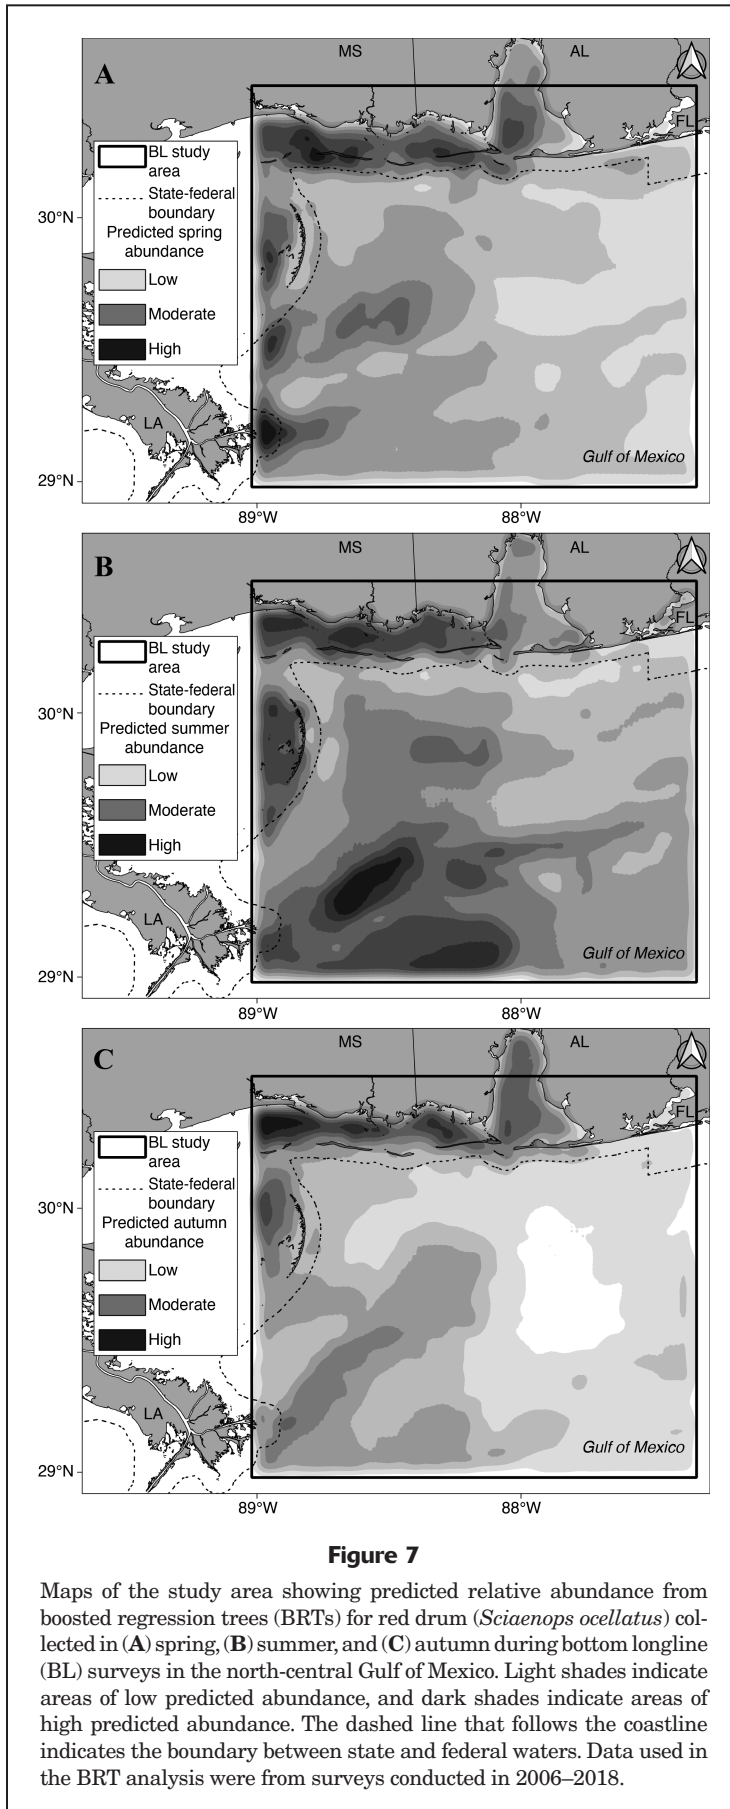 A
MS
AL
FL
BL study
area
State-federal
boundary
Predicted spring
abundance
Low
Moderate
High
LA
Gulf of Mexico
30°N
29°N
89°W
88°W
B
MS
AL
FL
BL study
area
State-federal
boundary
Predicted summer
abundance
Low
Moderate
High
LA
Gulf of Mexico
30°N
29°N
89°W
88°W
C
MS
AL
FL
BL study
area
State-federal
boundary
Predicted autumn
abundance
Low
Moderate
High
LA
Gulf of Mexico
30°N
29°N
89°W
88°W
Figure 7
Maps of the study area showing predicted relative abundance from
boosted regression trees (BRTs) for red drum (Sciaenops ocellatus) col-
lected in (A) spring, (B) summer, and (C) autumn during bottom longline
(BL) surveys in the north-central Gulf of Mexico. Light shades indicate
areas of low predicted abundance, and dark shades indicate areas of
high predicted abundance. The dashed line that follows the coastline
indicates the boundary between state and federal waters. Data used in
the BRT analysis were from surveys conducted in 2006–2018.